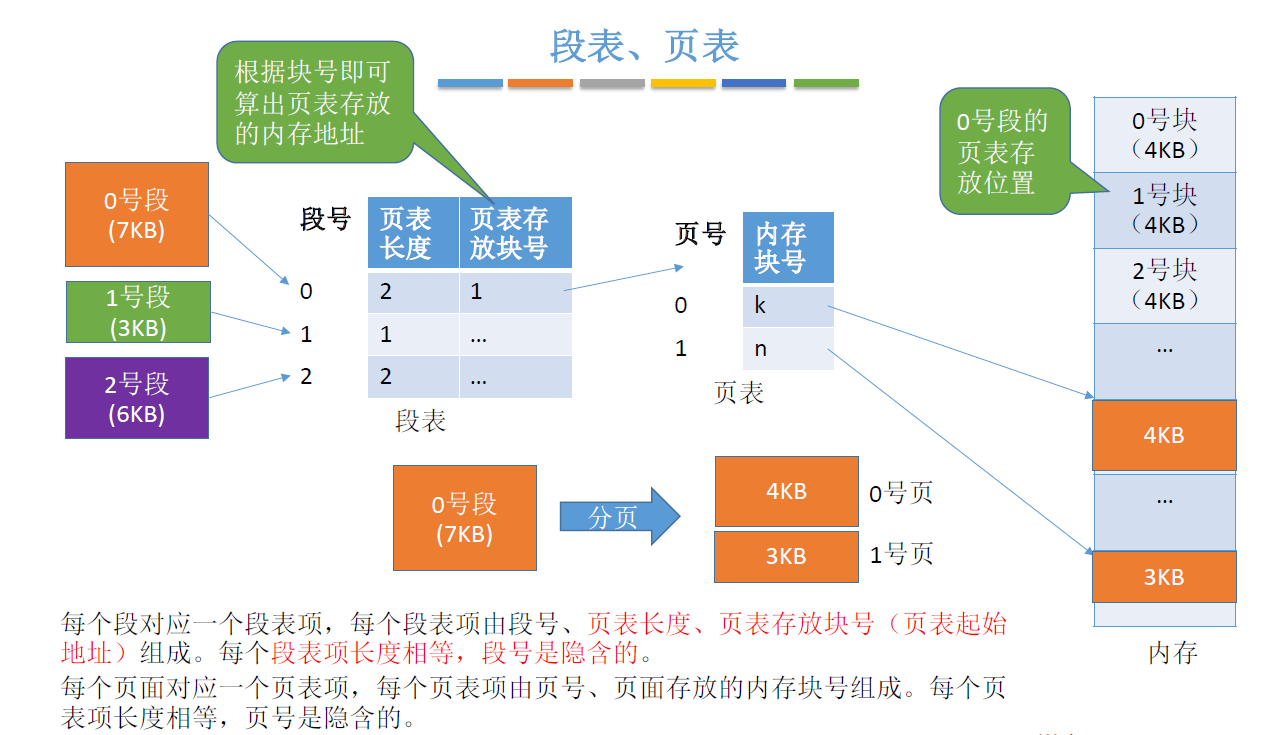 段表、页表
根据块号即可
算出页表存放
的内存地址
0号段
(7KB)
1号段
(3KB)
2号段
(6KB)
段号
页表
长度
页表存
放块号
0
2
1
1
1
…
2
2
…
段表
页号
内存
块号
0
k
1
n
页表
0号段的
页表存
放位置
0号块
（4KB）
1号块
（4KB）
2号块
（4KB）
…
4KB
…
3KB
内存
0号段
(7KB)
分页
4KB
0号页
3KB
1号页
每个段对应一个段表项，每个段表项由段号、页表长度、页表存放块号（页表起始
地址）组成。每个段表项长度相等，段号是隐含的。
每个页面对应一个页表项，每个页表项由页号、页面存放的内存块号组成。每个页
表项长度相等，页号是隐含的。